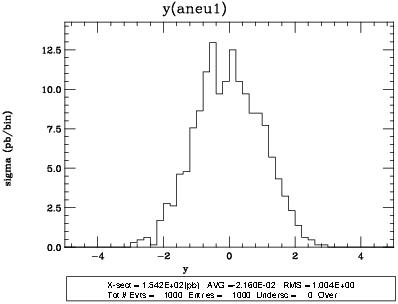 y(aneu1)
12.5
10.0
7.5
5.0
2.5
0.0
sigma (pb/bin)
-4 -2 0 2 4
y
X-sect = 1.542E+02(pb) AVG =-2.160E-02 RMS = 1.004E+00
Tot # Evts = 1000 Entries = 1000 Undersc = 0 Over